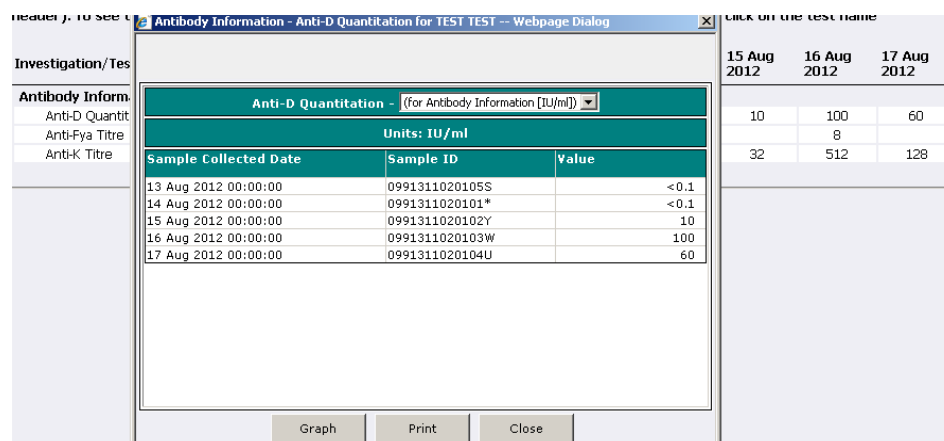 Antibody Information - Anti-D Quantitation for TEST TEST -- Webpage Dialog
click on the test name
Investigation/Tes
15 Aug 2012
16 Aug 2012
17 Aug 2012
Antibody Inform
Anti-D Quantit
10 100 60
Anti-Fya Titre
8
Anti-K Titre
32 512 128
Anti-D Quantitation - (for Antibody Information [IU/ml])
Units: IU/ml
Sample Collected Date Sample ID Value
13 Aug 2012 00:00:00 0991311020105S <0.1
14 Aug 2012 00:00:00 0991311020101* <0.1
15 Aug 2012 00:00:00 0991311020102Y 10
16 Aug 2012 00:00:00 0991311020103W 100
17 Aug 2012 00:00:00 0991311020104U 60
Graph Print Close